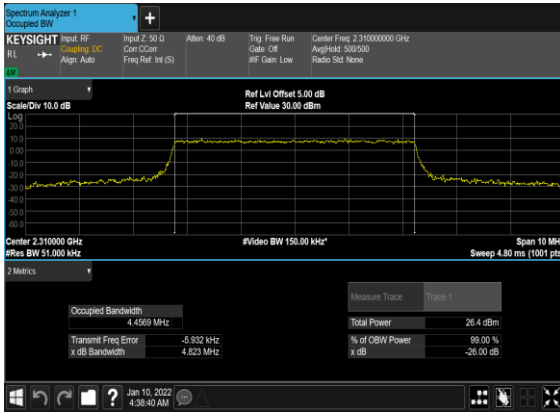 Spectrum Analyzer 1
Occupied BW
+
KEYSIGHT Input: RF Input Z: 50 Ω Atten: 40 dB Trig: Free Run Center Freq: 2.310000000 GHz
RL Coupling: DC Corr CCorr Gate: Off Avg|Hold: 500/500
Align: Auto Freq Ref: Int (S) #IF Gain: Low Radio Std: None
1 Graph
Ref Lvl Offset 5.00 dB
Scale/Div 10.0 dB Ref Value 30.00 dBm
Log
20.0
10.0
0.00
-10.0
-20.0
-30.0
-40.0
-50.0
-60.0
Center 2.310000 GHz #Video BW 150.00 kHz* Span 10 MH
#Res BW 51.000 kHz Sweep 4.80 ms (1001 pts
2 Metrics
Measure Trace Trace 1
Occupied Bandwidth
4.4569 MHz Total Power 26.4 dBm
Transmit Freq Error -5.932 kHz % of OBW Power 99.00 %
x dB Bandwidth 4.823 MHz x dB -26.00 dB
? Jan 10, 2022
4:38:40 AM